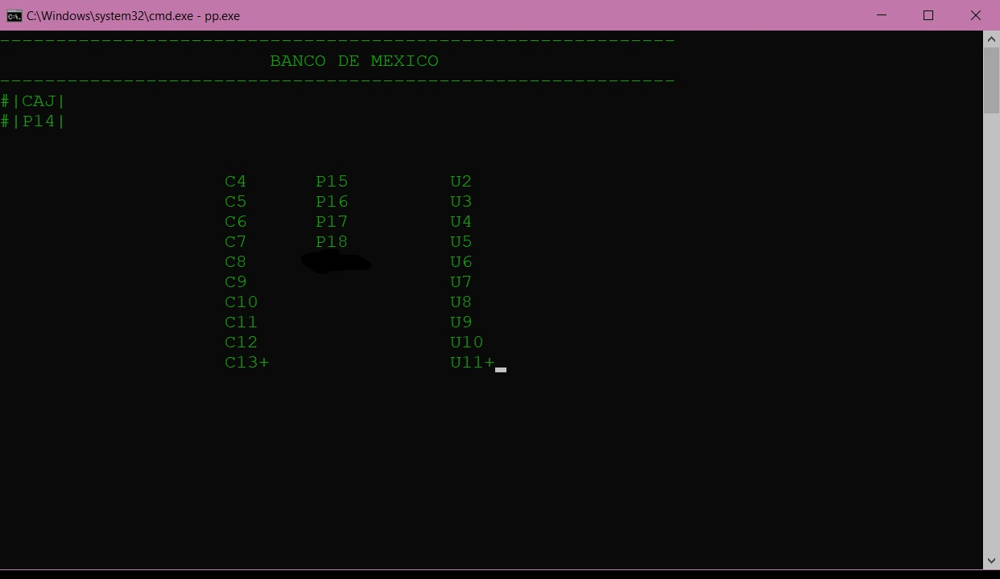 C:\Windows\system32\cmd.exe - pp.exe
------------------------------------------------------------
BANCO DE MEXICO
------------------------------------------------------------
#|CAJ|
#|P14|
C4 P15 U2
C5 P16 U3
C6 P17 U4
C7 P18 U5
C8 U6
C9 U7
C10 U8
C11 U9
C12 U10
C13+ U11+_